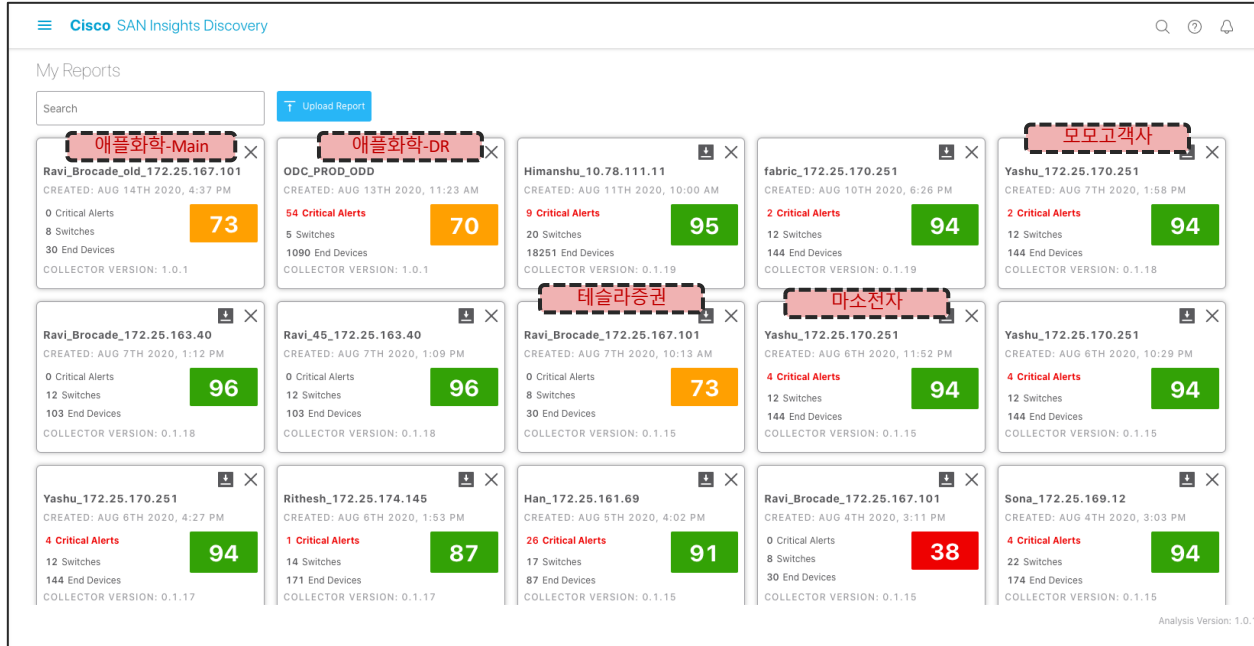 Cisco SAN Insights Discovery
My Reports
Search
Upload Report
애플화학-Main
Ravi_Brocade_old_172.25.167.101
CREATED: AUG 14TH 2020, 4:37 PM
0 Critical Alerts
8 Switches
30 End Devices
73
COLLECTOR VERSION: 1.0.1
애플화학-DR
ODC_PROD_ODD
CREATED: AUG 13TH 2020, 11:23 AM
54 Critical Alerts
5 Switches
1090 End Devices
70
COLLECTOR VERSION: 1.0.1
Himanshu_10.78.111.11
CREATED: AUG 11TH 2020, 10:00 AM
9 Critical Alerts
20 Switches
18251 End Devices
95
COLLECTOR VERSION: 0.1.19
fabric_172.25.170.251
CREATED: AUG 10TH 2020, 6:26 PM
2 Critical Alerts
12 Switches
144 End Devices
94
COLLECTOR VERSION: 0.1.19
모모고객사
Yashu_172.25.170.251
CREATED: AUG 7TH 2020, 1:58 PM
2 Critical Alerts
12 Switches
144 End Devices
94
COLLECTOR VERSION: 0.1.18
Ravi_Brocade_172.25.163.40
CREATED: AUG 7TH 2020, 1:12 PM
0 Critical Alerts
12 Switches
103 End Devices
96
COLLECTOR VERSION: 0.1.18
Ravi_45_172.25.163.40
CREATED: AUG 7TH 2020, 1:09 PM
0 Critical Alerts
12 Switches
103 End Devices
96
COLLECTOR VERSION: 0.1.18
테슬라증권
Ravi_Brocade_172.25.167.101
CREATED: AUG 7TH 2020, 10:13 AM
0 Critical Alerts
8 Switches
30 End Devices
73
COLLECTOR VERSION: 0.1.15
마소전자
Yashu_172.25.170.251
CREATED: AUG 6TH 2020, 11:52 PM
4 Critical Alerts
12 Switches
144 End Devices
94
COLLECTOR VERSION: 0.1.15
Yashu_172.25.170.251
CREATED: AUG 6TH 2020, 10:29 PM
4 Critical Alerts
12 Switches
144 End Devices
94
COLLECTOR VERSION: 0.1.15
Yashu_172.25.170.251
CREATED: AUG 6TH 2020, 4:27 PM
4 Critical Alerts
12 Switches
144 End Devices
94
COLLECTOR VERSION: 0.1.17
Rithesh_172.25.174.145
CREATED: AUG 6TH 2020, 1:53 PM
1 Critical Alerts
14 Switches
171 End Devices
87
COLLECTOR VERSION: 0.1.17
Han_172.25.161.69
CREATED: AUG 5TH 2020, 4:02 PM
26 Critical Alerts
17 Switches
87 End Devices
91
COLLECTOR VERSION: 0.1.15
Ravi_Brocade_172.25.167.101
CREATED: AUG 4TH 2020, 3:11 PM
0 Critical Alerts
8 Switches
30 End Devices
38
COLLECTOR VERSION: 0.1.15
Sona_172.25.169.12
CREATED: AUG 4TH 2020, 3:03 PM
4 Critical Alerts
22 Switches
174 End Devices
94
COLLECTOR VERSION: 0.1.15
Analysis Version: 1.0.1